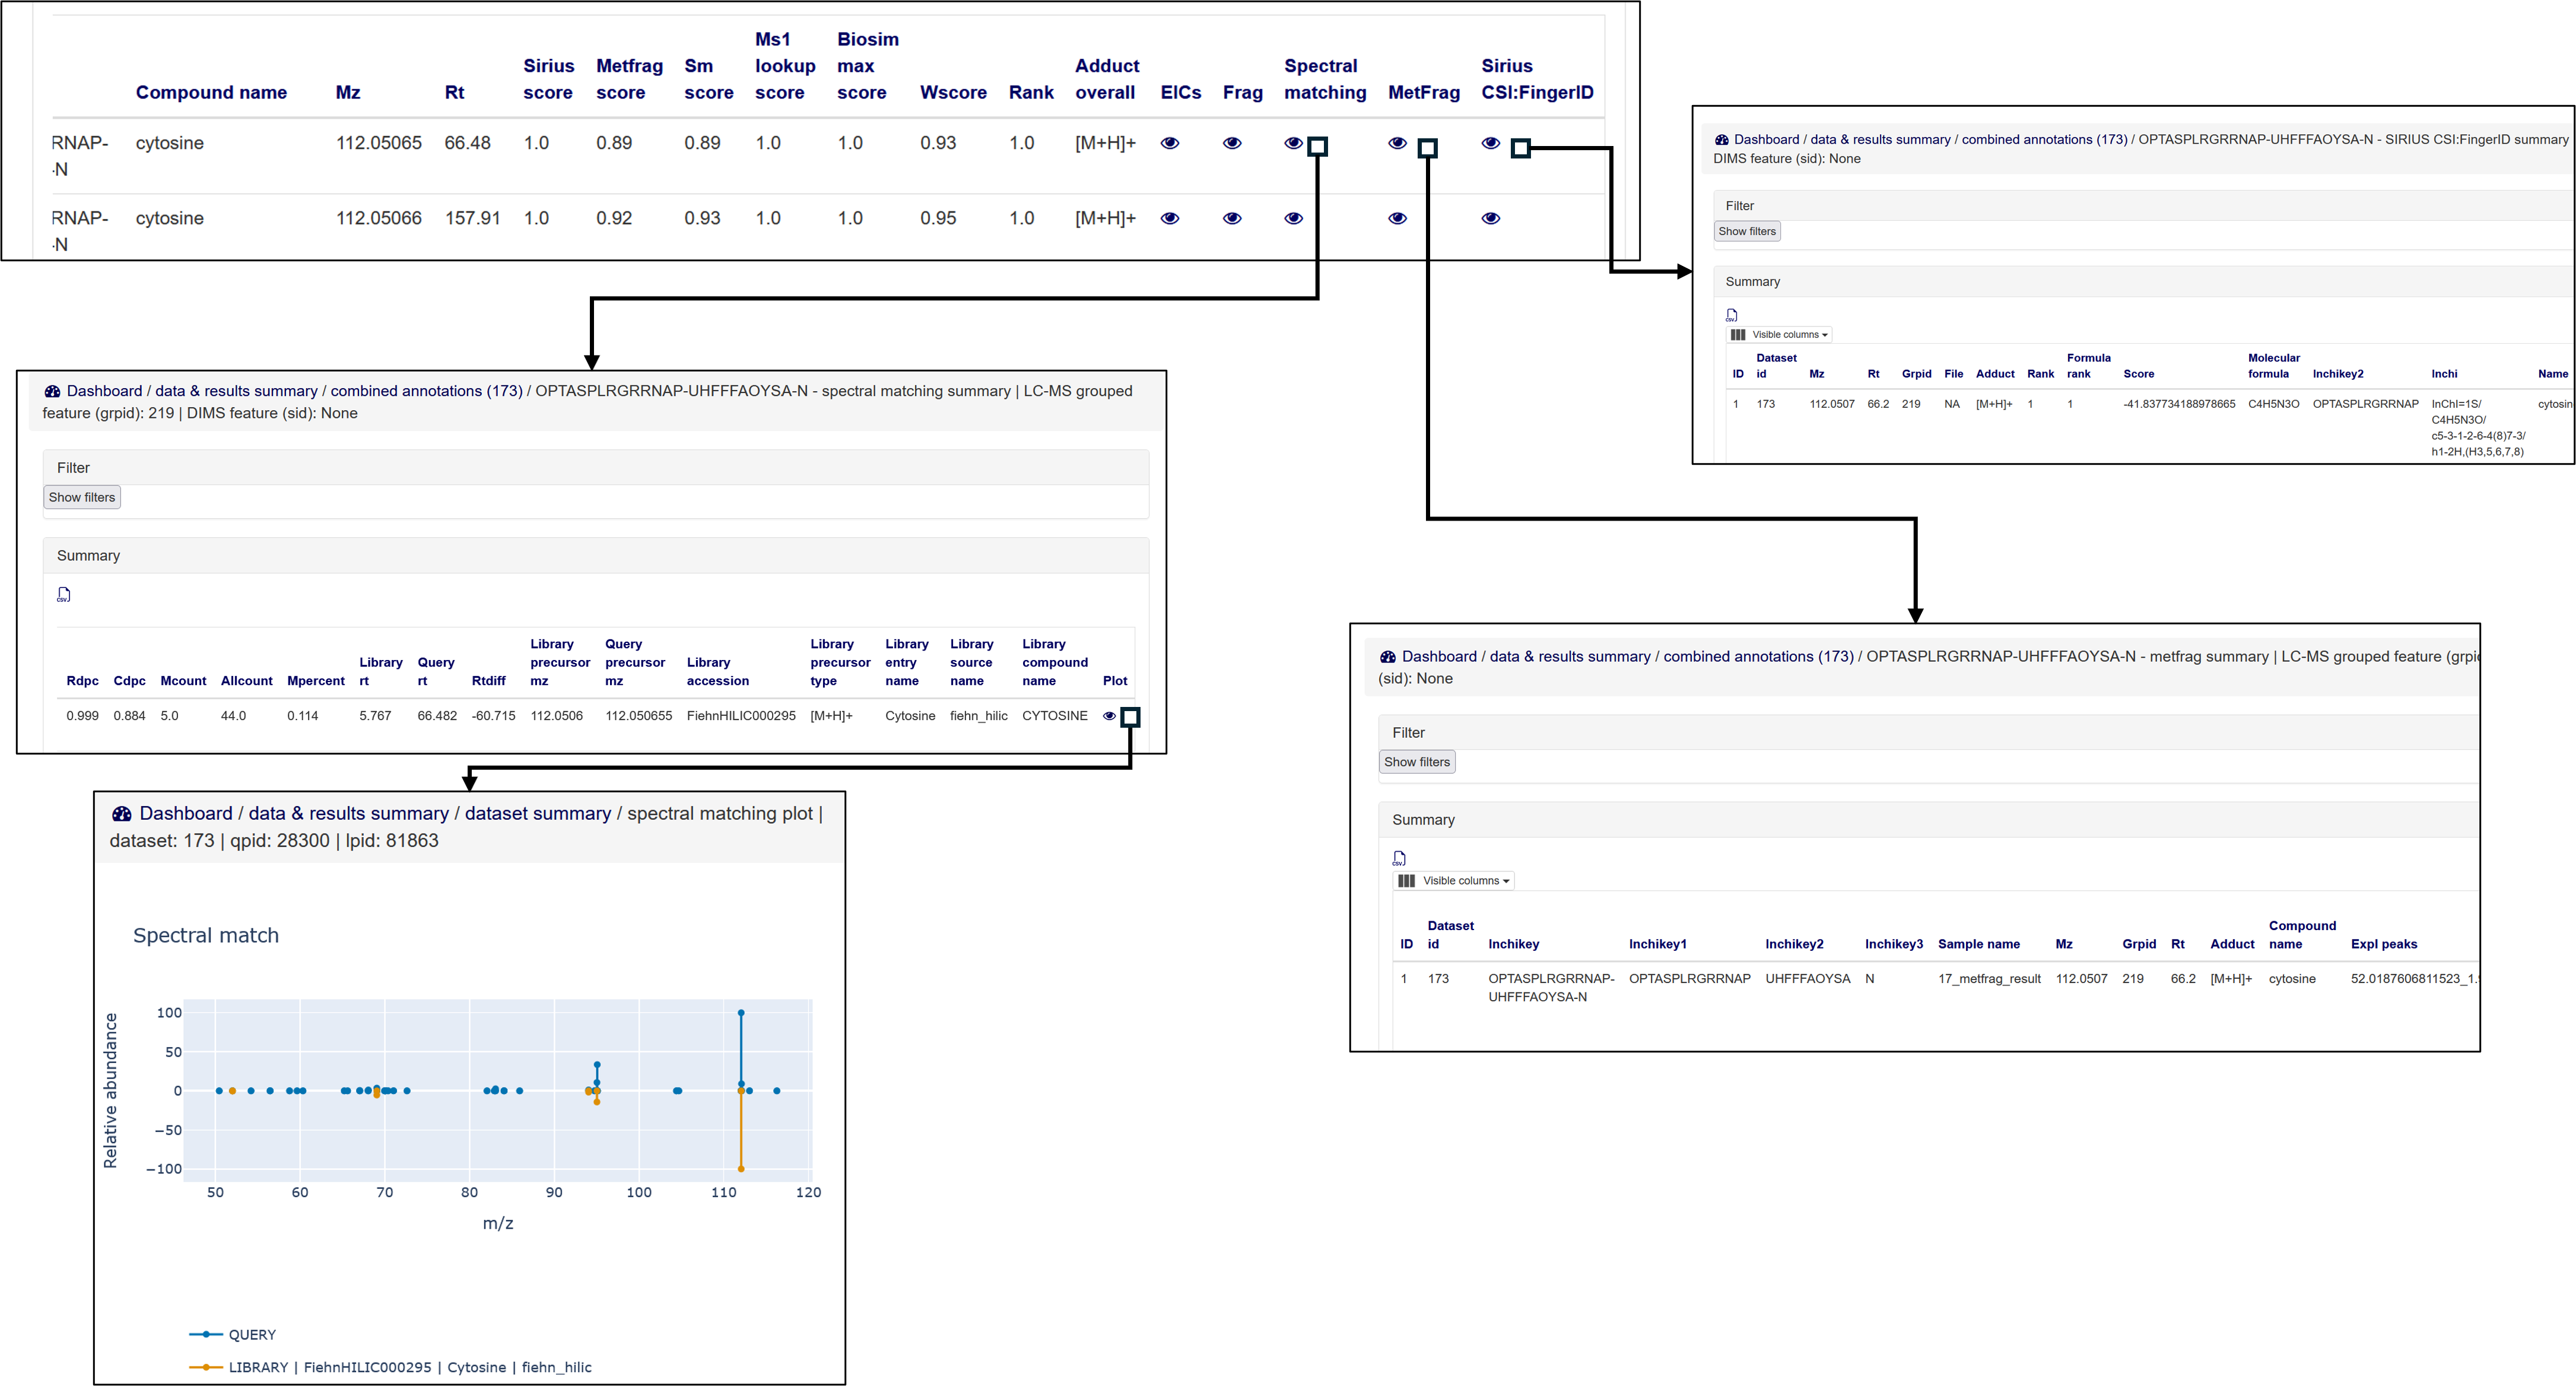 Compound name Mz Rt Sirius score Metfrag score Sm score Ms1 lookup score Biosim max score Wscore Rank Adduct overall EICs Frag Spectral matching MetFrag Sirius CSI:FingerID
RNAP- cytosine 112.05065 66.48 1.0 0.89 0.89 1.0 1.0 0.93 1.0 [M+H]+
-N
RNAP- cytosine 112.05066 157.91 1.0 0.92 0.93 1.0 1.0 0.95 1.0 [M+H]+
-N
Dashboard / data & results summary / combined annotations (173) / OPTASPLRGRRNAP-UHFFFAOYSA-N - SIRIUS CSI:FingerID summary
DIMS feature (sid): None
Filter
Show filters
Summary
CSV
Visible columns
ID Dataset id Mz Rt Grpid File Adduct Rank Formula rank Score Molecular formula Inchikey2 Inchi Name
1 173 112.0507 66.2 219 NA [M+H]+ 1 1 -41.837734188978665 C4H5N3O OPTASPLRGRRNAP InChI=1S/ cytosin
C4H5N3O/
c5-3-1-2-6-4(8)7-3/
h1-2H,(H3,5,6,7,8)
Dashboard / data & results summary / combined annotations (173) / OPTASPLRGRRNAP-UHFFFAOYSA-N - spectral matching summary | LC-MS grouped
feature (grpid): 219 | DIMS feature (sid): None
Filter
Show filters
Summary
CSV
Rdpc Cdpc Mcount Allcount Mpercent Library rt Query rt Rtdiff Library precursor mz Query precursor mz Library accession Library precursor type Library entry name Library source name Library compound name Plot
0.999 0.884 5.0 44.0 0.114 5.767 66.482 -60.715 112.0506 112.050655 FiehnHILIC000295 [M+H]+ Cytosine fiehn_hilic CYTOSINE
Dashboard / data & results summary / combined annotations (173) / OPTASPLRGRRNAP-UHFFFAOYSA-N - metfrag summary | LC-MS grouped feature (grpid
(sid): None
Filter
Show filters
Summary
CSV
Visible columns
ID Dataset id Inchikey Inchikey1 Inchikey2 Inchikey3 Sample name Mz Grpid Rt Adduct Compound name Expl peaks
1 173 OPTASPLRGRRNAP- OPTASPLRGRRNAP UHFFFAOYSA N 17_metfrag_result 112.0507 219 66.2 [M+H]+ cytosine 52.0187606811523_1.
UHFFFAOYSA-N
Dashboard / data & results summary / dataset summary / spectral matching plot |
dataset: 173 | qpid: 28300 | lpid: 81863
Spectral match
Relative abundance
100
50
0
−50
−100
50 60 70 80 90 100 110 120
m/z
QUERY
LIBRARY | FiehnHILIC000295 | Cytosine | fiehn_hilic